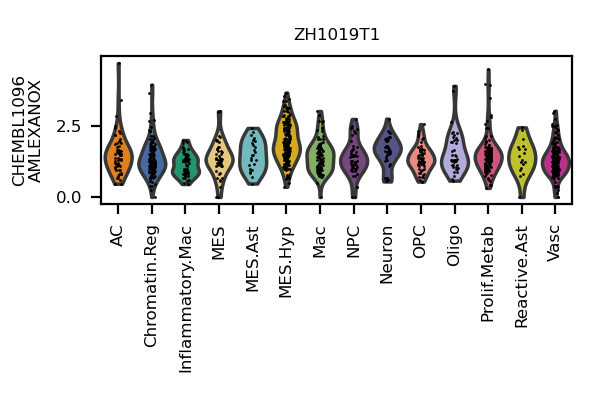 ZH1019T1
CHEMBL1096
AMLEXANOX
2.5
0.0
AC
Chromatin.Reg
Inflammatory.Mac
MES
MES.Ast
MES.Hyp
Mac
NPC
Neuron
OPC
Oligo
Prolif.Metab
Reactive.Ast
Vasc